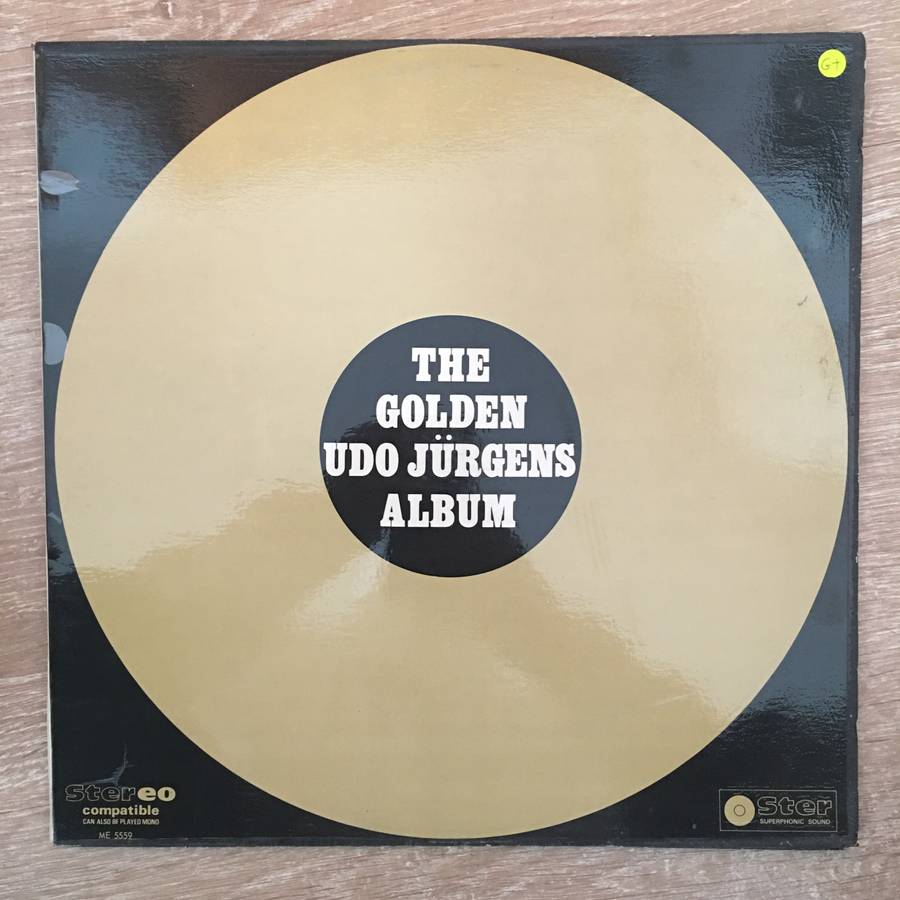 G+
THE
GOLDEN
UDO JÜRGENS
ALBUM
Stereo
compatible
CAN ALSO BE PLAYED MONO
ME 5559
Ster
SUPERPHONIC SOUND